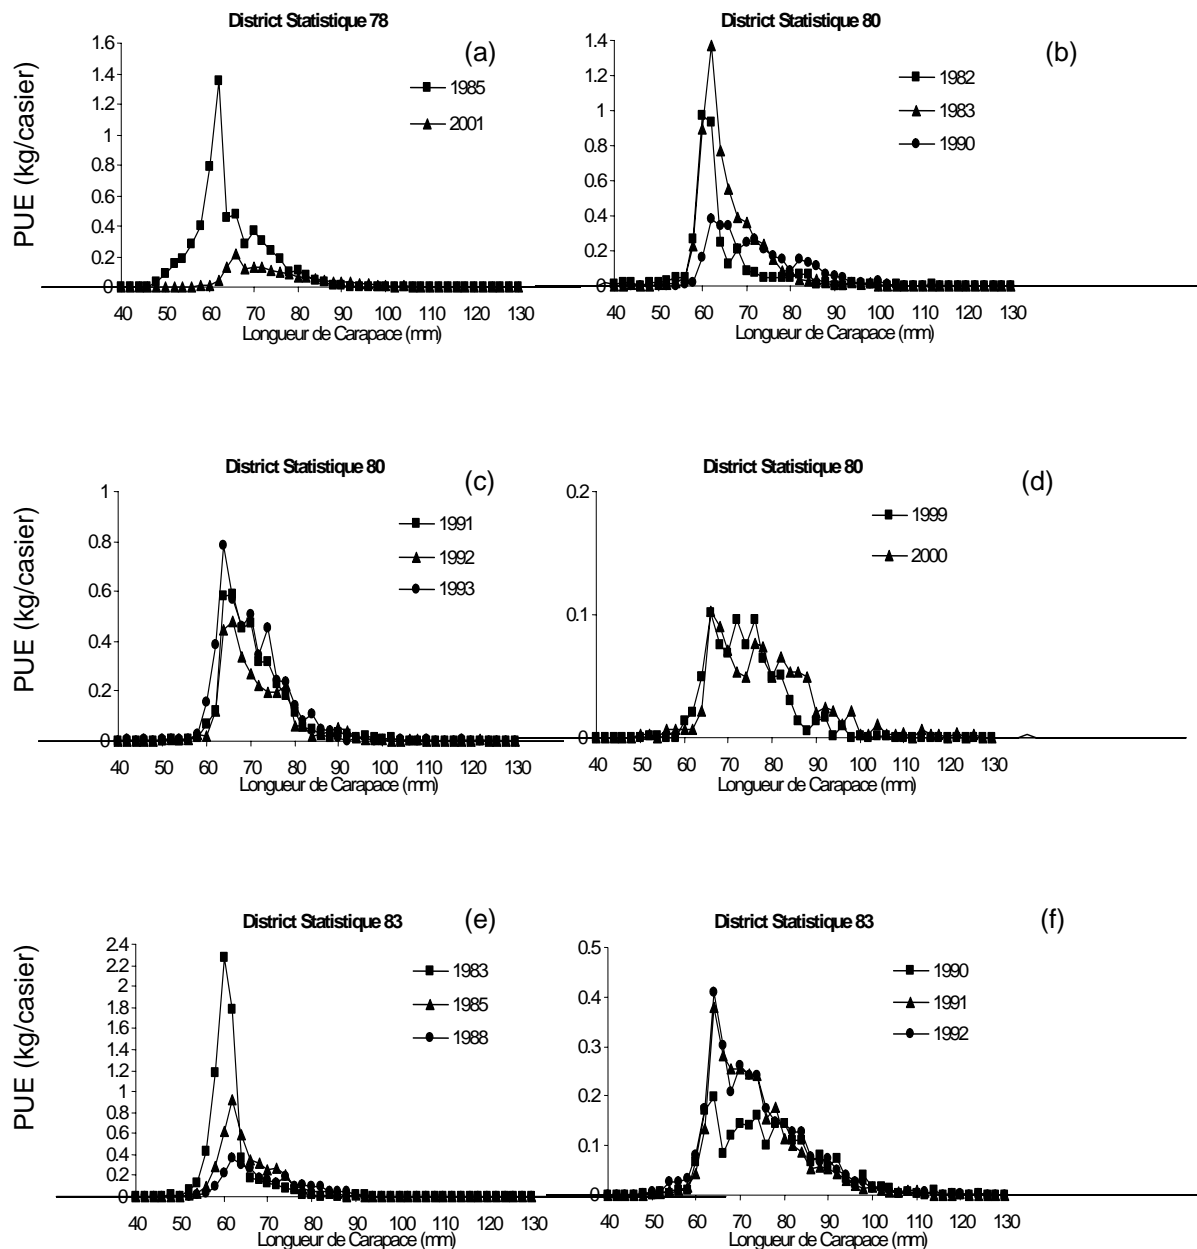 District Statistique 78
(a)
PUE (kg/casier)
1.6
1.4
1.2
1
0.8
0.6
0.4
0.2
0
1985
2001
40 50 60 70 80 90 100 110 120 130
Longueur de Carapace (mm)
District Statistique 80
(b)
1.4
1.2
1
0.8
0.6
0.4
0.2
0
1982
1983
1990
40 50 60 70 80 90 100 110 120 130
Longueur de Carapace (mm)
District Statistique 80
(c)
PUE (kg/casier)
1
0.8
0.6
0.4
0.2
0
1991
1992
1993
40 50 60 70 80 90 100 110 120 130
Longueur de Carapace (mm)
District Statistique 80
(d)
0.2
0.1
0
1999
2000
40 50 60 70 80 90 100 110 120 130
Longueur de Carapace (mm)
District Statistique 83
(e)
PUE (kg/casier)
2.4
2.2
2
1.8
1.6
1.4
1.2
1
0.8
0.6
0.4
0.2
0
1983
1985
1988
40 50 60 70 80 90 100 110 120 130
Longueur de Carapace (mm)
District Statistique 83
(f)
0.5
0.4
0.3
0.2
0.1
0
1990
1991
1992
40 50 60 70 80 90 100 110 120 130
Longueur de Carapace (mm)